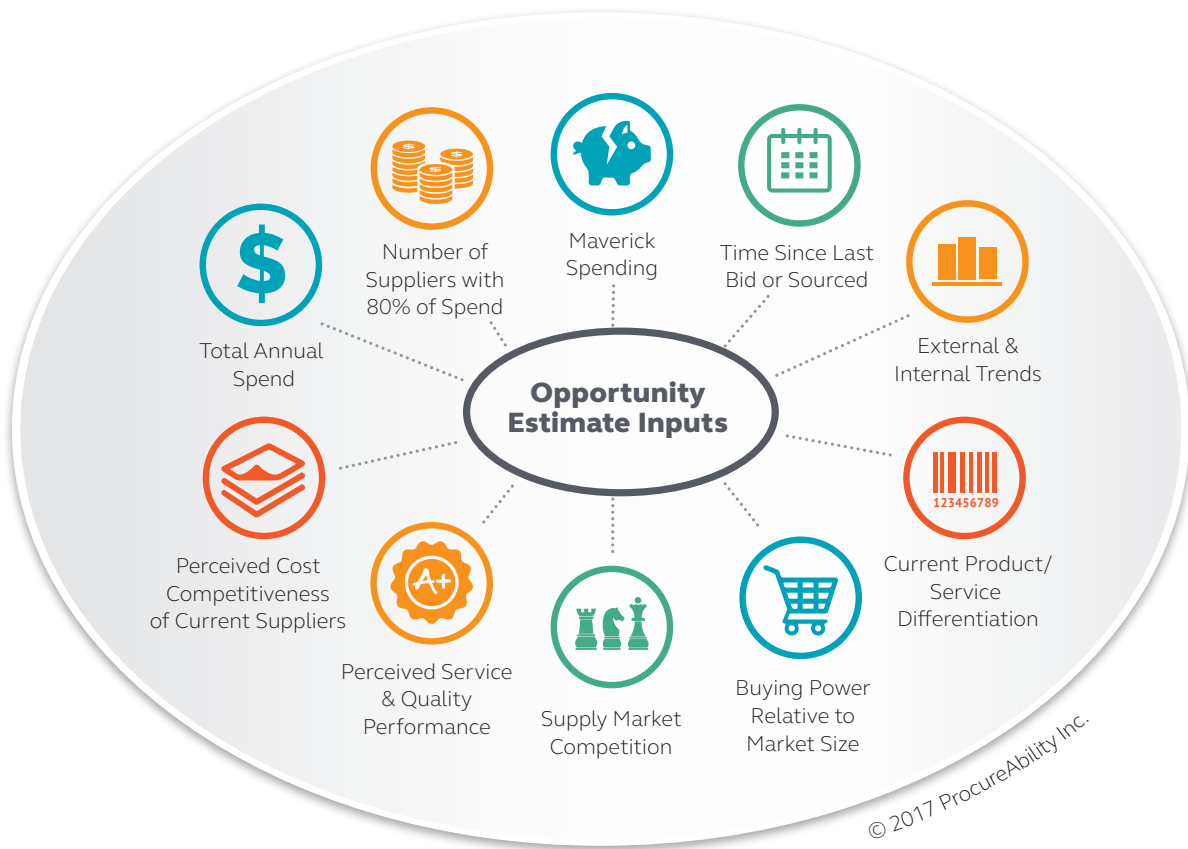 Number of
Suppliers with
80% of Spend
Maverick
Spending
Time Since Last
Bid or Sourced
Total Annual
Spend
External &
Internal Trends
Opportunity
Estimate Inputs
123456789
Perceived Cost
Competitiveness
of Current Suppliers
A+
Perceived Service
& Quality
Performance
Supply Market
Competition
Buying Power
Relative to
Market Size
Current Product/
Service
Differentiation
© 2017 ProcureAbility Inc.